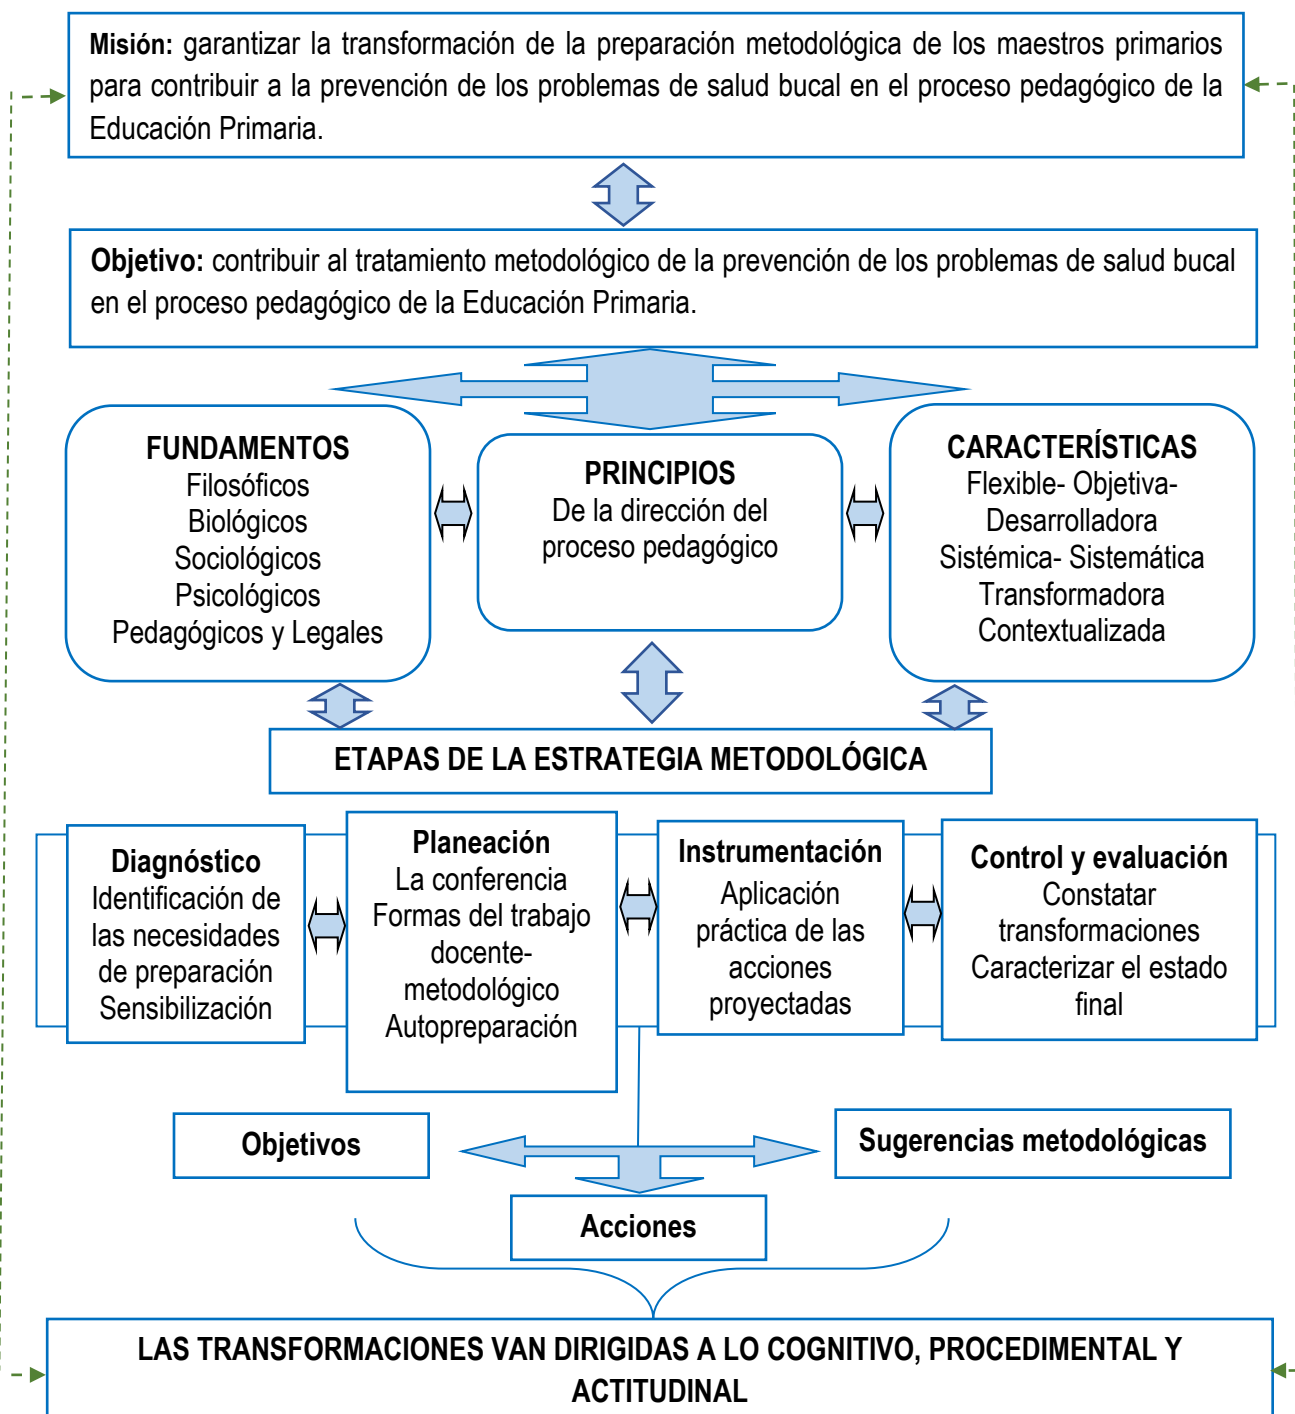 Misión: garantizar la transformación de la preparación metodológica de los maestros primarios
para contribuir a la prevención de los problemas de salud bucal en el proceso pedagógico de la
Educación Primaria.
Objetivo: contribuir al tratamiento metodológico de la prevención de los problemas de salud bucal
en el proceso pedagógico de la Educación Primaria.
FUNDAMENTOS
Filosóficos
Biológicos
Sociológicos
Psicológicos
Pedagógicos y Legales
PRINCIPIOS
De la dirección del
proceso pedagógico
CARACTERÍSTICAS
Flexible- Objetiva-
Desarrolladora
Sistémica- Sistemática
Transformadora
Contextualizada
ETAPAS DE LA ESTRATEGIA METODOLÓGICA
Diagnóstico
Identificación de
las necesidades
de preparación
Sensibilización
Planeación
La conferencia
Formas del trabajo
docente-
metodológico
Autopreparación
Instrumentación
Aplicación
práctica de las
acciones
proyectadas
Control y evaluación
Constatar
transformaciones
Caracterizar el estado
final
Objetivos
Sugerencias metodológicas
Acciones
LAS TRANSFORMACIONES VAN DIRIGIDAS A LO COGNITIVO, PROCEDIMENTAL Y
ACTITUDINAL